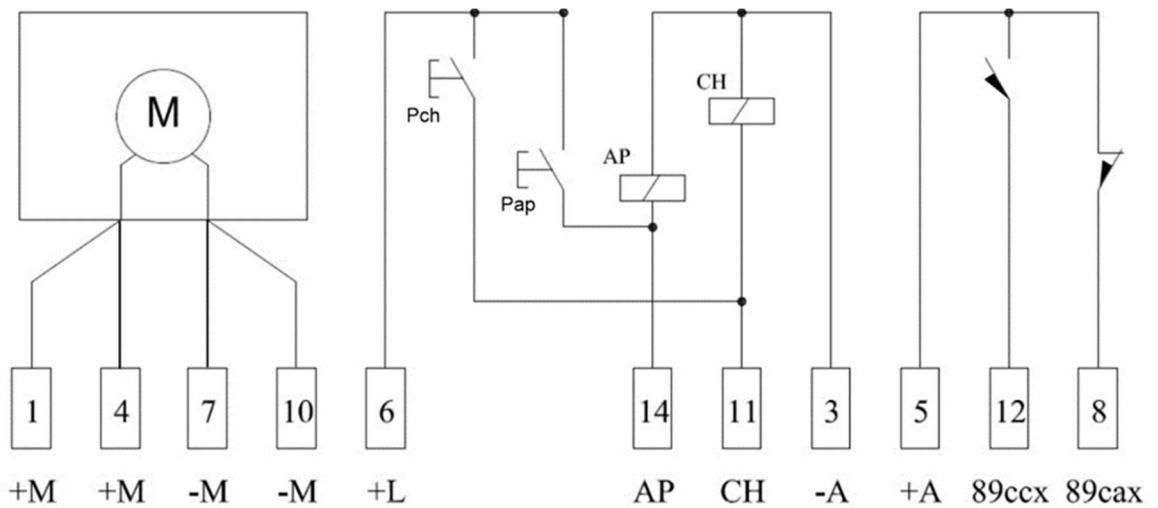 M
CH
Pch
AP
Pap
1 4 7 10 6 14 11 3 5 12 8
+M +M -M -M +L AP CH -A +A 89ccx 89cax